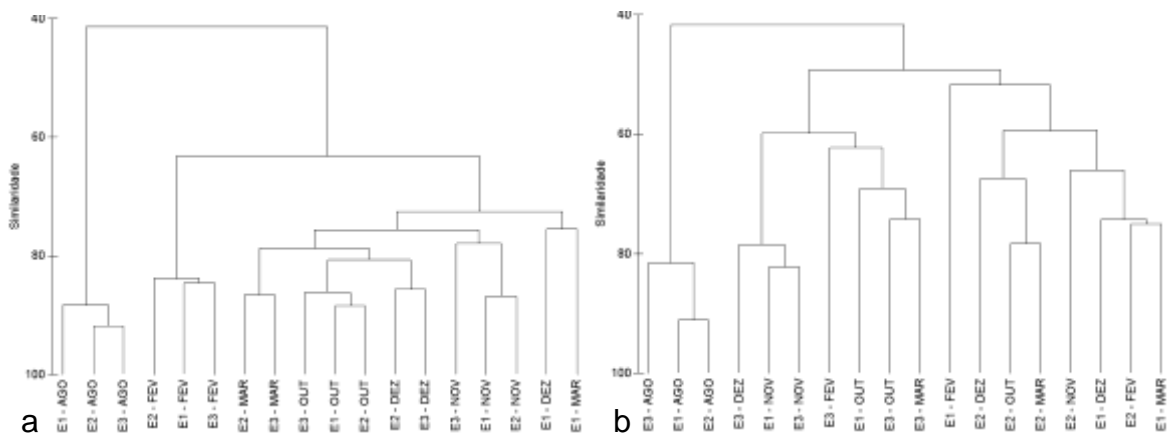 40
60
80
100
Similaridade
E1 - AGO
E2 - AGO
E3 - AGO
E2 - FEV
E1 - FEV
E3 - FEV
E2 - MAR
E3 - MAR
E3 - OUT
E1 - OUT
E2 - OUT
E2 - DEZ
E3 - DEZ
E3 - NOV
E1 - NOV
E2 - NOV
E1 - DEZ
E1 - MAR
a
40
60
80
100
Similaridade
E3 - AGO
E1 - AGO
E2 - AGO
E3 - DEZ
E1 - NOV
E3 - NOV
E3 - FEV
E1 - OUT
E3 - OUT
E3 - MAR
E1 - FEV
E2 - DEZ
E2 - OUT
E2 - MAR
E2 - NOV
E1 - DEZ
E2 - FEV
E1 - MAR
b